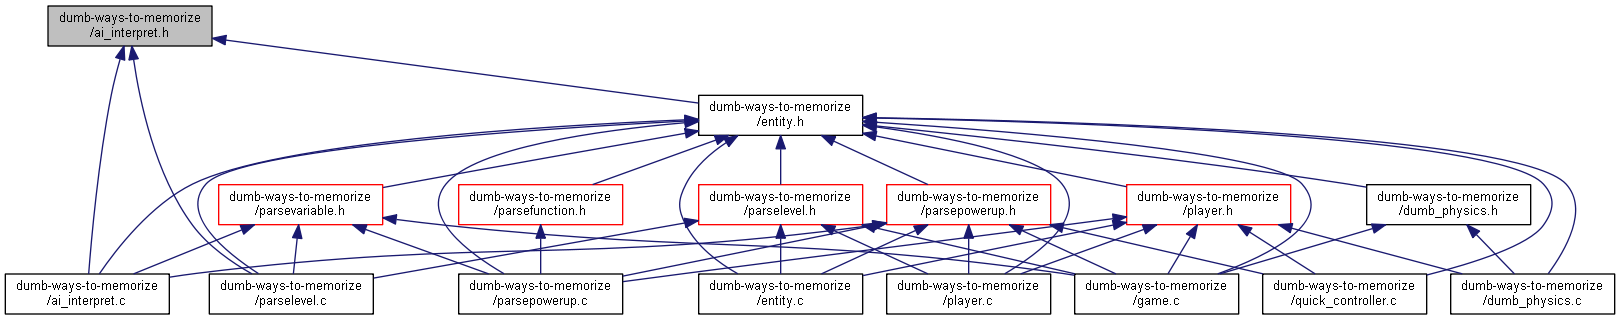 dumb-ways-to-memorize
/ai_interpret.h
dumb-ways-to-memorize
/entity.h
dumb-ways-to-memorize
/parsevariable.h
dumb-ways-to-memorize
/parsefunction.h
dumb-ways-to-memorize
/parselevel.h
dumb-ways-to-memorize
/parsepowerup.h
dumb-ways-to-memorize
/player.h
dumb-ways-to-memorize
/dumb_physics.h
dumb-ways-to-memorize
/ai_interpret.c
dumb-ways-to-memorize
/parselevel.c
dumb-ways-to-memorize
/parsepowerup.c
dumb-ways-to-memorize
/entity.c
dumb-ways-to-memorize
/player.c
dumb-ways-to-memorize
/game.c
dumb-ways-to-memorize
/quick_controller.c
dumb-ways-to-memorize
/dumb_physics.c